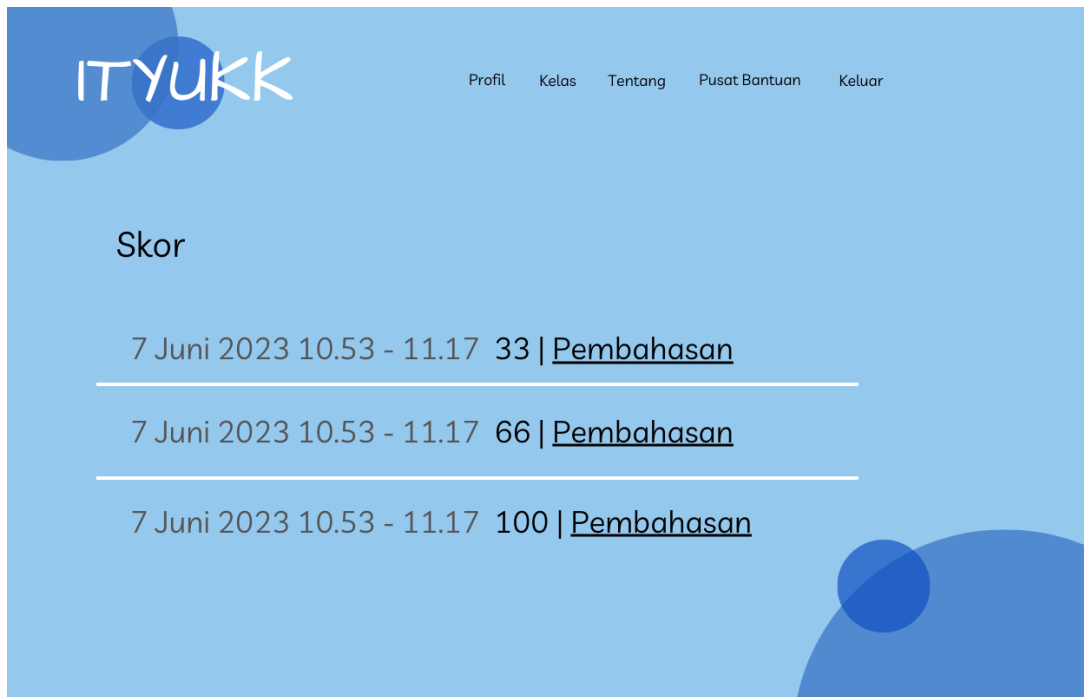 ITYUKK
Profil Kelas Tentang Pusat Bantuan Keluar
Skor
7 Juni 2023 10.53 - 11.17 33 | Pembahasan
7 Juni 2023 10.53 - 11.17 66 | Pembahasan
7 Juni 2023 10.53 - 11.17 100 | Pembahasan